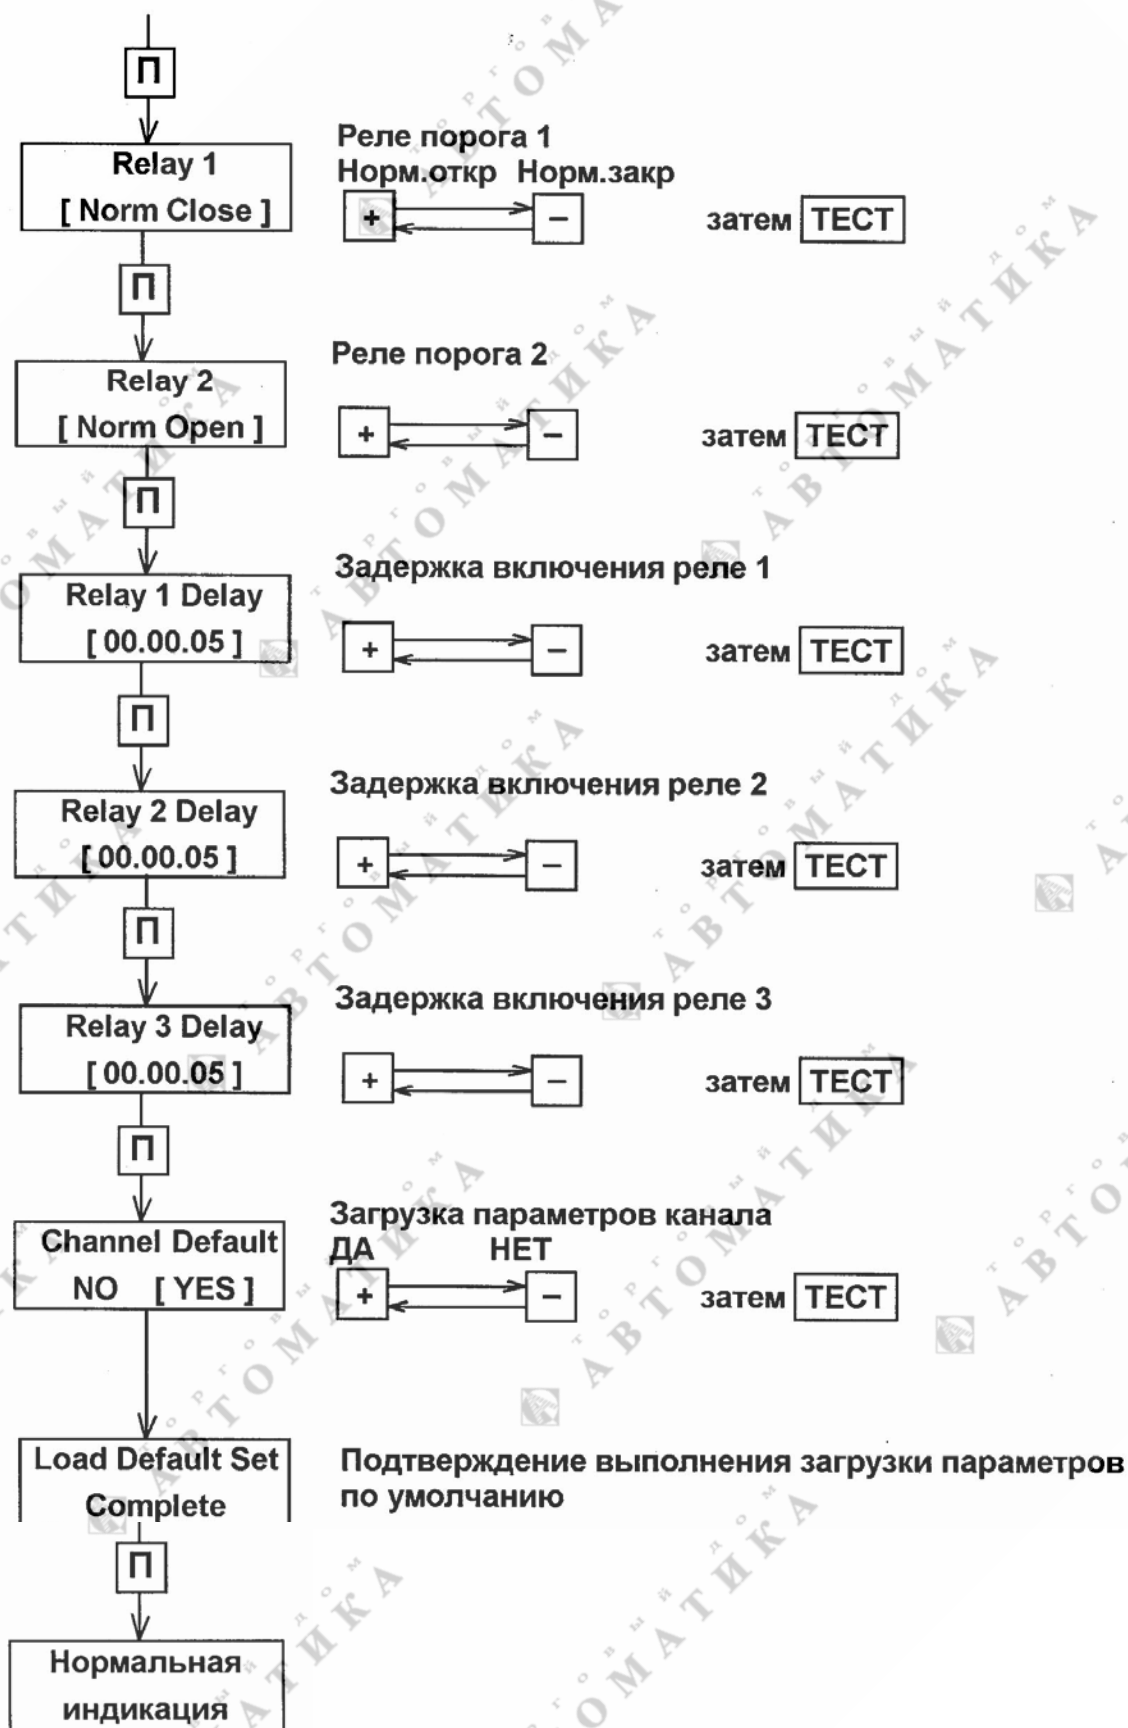 П
Реле порога 1
Relay 1
Норм.откр Норм.закр
[ Norm Close ]
+ − затем ТЕСТ
П
Реле порога 2
Relay 2
[ Norm Open ]
+ − затем ТЕСТ
П
Задержка включения реле 1
Relay 1 Delay
[ 00.00.05 ]
+ − затем ТЕСТ
П
Задержка включения реле 2
Relay 2 Delay
[ 00.00.05 ]
+ − затем ТЕСТ
П
Задержка включения реле 3
Relay 3 Delay
[ 00.00.05 ]
+ − затем ТЕСТ
П
Загрузка параметров канала
Channel Default
ДА НЕТ
NO [ YES ]
+ − затем ТЕСТ
Load Default Set
Complete
Подтверждение выполнения загрузки параметров
по умолчанию
П
Нормальная
индикация
торговый дом
АВТОМАТИКА